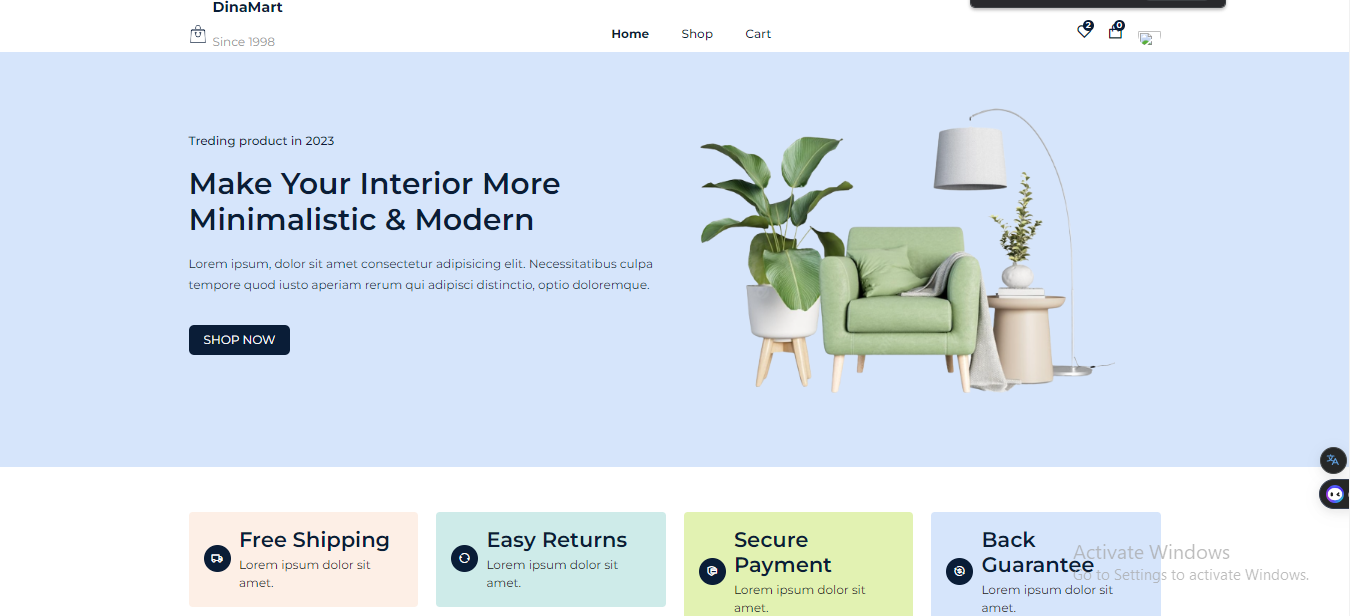 DinaMart
Since 1998
Home Shop Cart
2 0
Treding product in 2023
Make Your Interior More
Minimalistic & Modern
Lorem ipsum, dolor sit amet consectetur adipisicing elit. Necessitatibus culpa
tempore quod iusto aperiam rerum qui adipisci distinctio, optio doloremque.
SHOP NOW
Free Shipping
Lorem ipsum dolor sit
amet.
Easy Returns
Lorem ipsum dolor sit
amet.
Secure
Payment
Lorem ipsum dolor sit
amet.
Back
Guarantee
Lorem ipsum dolor sit
amet.
Activate Windows
Go to Settings to activate Windows.